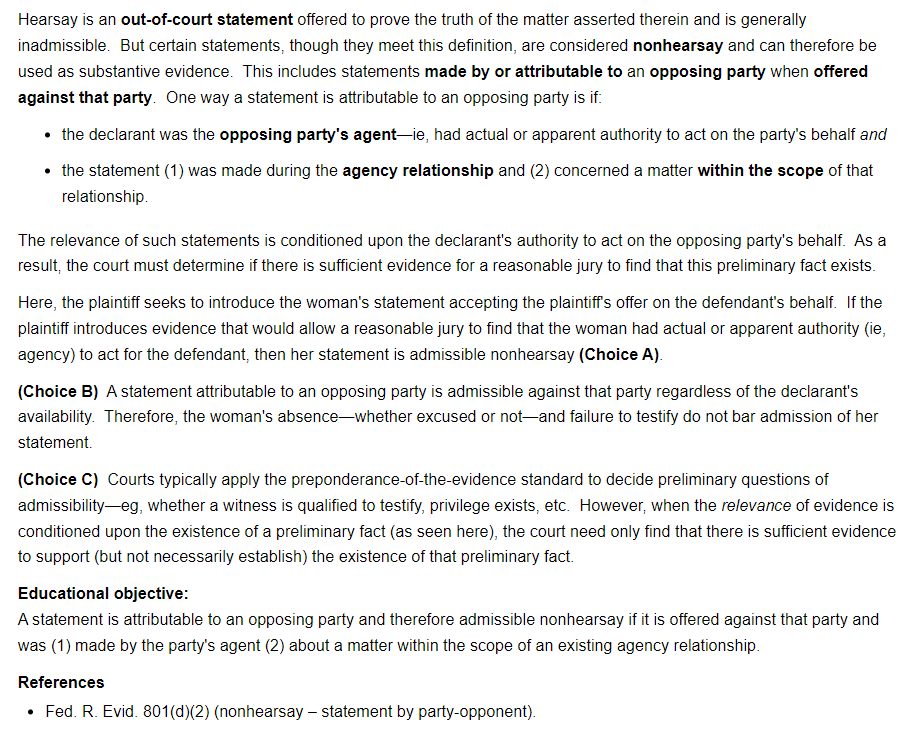 Hearsay is an out-of-court statement offered to prove the truth of the matter asserted therein and is generally
inadmissible. But certain statements, though they meet this definition, are considered nonhearsay and can therefore be
used as substantive evidence. This includes statements made by or attributable to an opposing party when offered
against that party. One way a statement is attributable to an opposing party is if:
• the declarant was the opposing party's agent—ie, had actual or apparent authority to act on the party's behalf and
• the statement (1) was made during the agency relationship and (2) concerned a matter within the scope of that
relationship.
The relevance of such statements is conditioned upon the declarant's authority to act on the opposing party's behalf. As a
result, the court must determine if there is sufficient evidence for a reasonable jury to find that this preliminary fact exists.
Here, the plaintiff seeks to introduce the woman's statement accepting the plaintiff's offer on the defendant's behalf. If the
plaintiff introduces evidence that would allow a reasonable jury to find that the woman had actual or apparent authority (ie,
agency) to act for the defendant, then her statement is admissible nonhearsay (Choice A).
(Choice B) A statement attributable to an opposing party is admissible against that party regardless of the declarant's
availability. Therefore, the woman's absence—whether excused or not—and failure to testify do not bar admission of her
statement.
(Choice C) Courts typically apply the preponderance-of-the-evidence standard to decide preliminary questions of
admissibility—eg, whether a witness is qualified to testify, privilege exists, etc. However, when the relevance of evidence is
conditioned upon the existence of a preliminary fact (as seen here), the court need only find that there is sufficient evidence
to support (but not necessarily establish) the existence of that preliminary fact.
Educational objective:
A statement is attributable to an opposing party and therefore admissible nonhearsay if it is offered against that party and
was (1) made by the party's agent (2) about a matter within the scope of an existing agency relationship.
References
• Fed. R. Evid. 801(d)(2) (nonhearsay – statement by party-opponent).